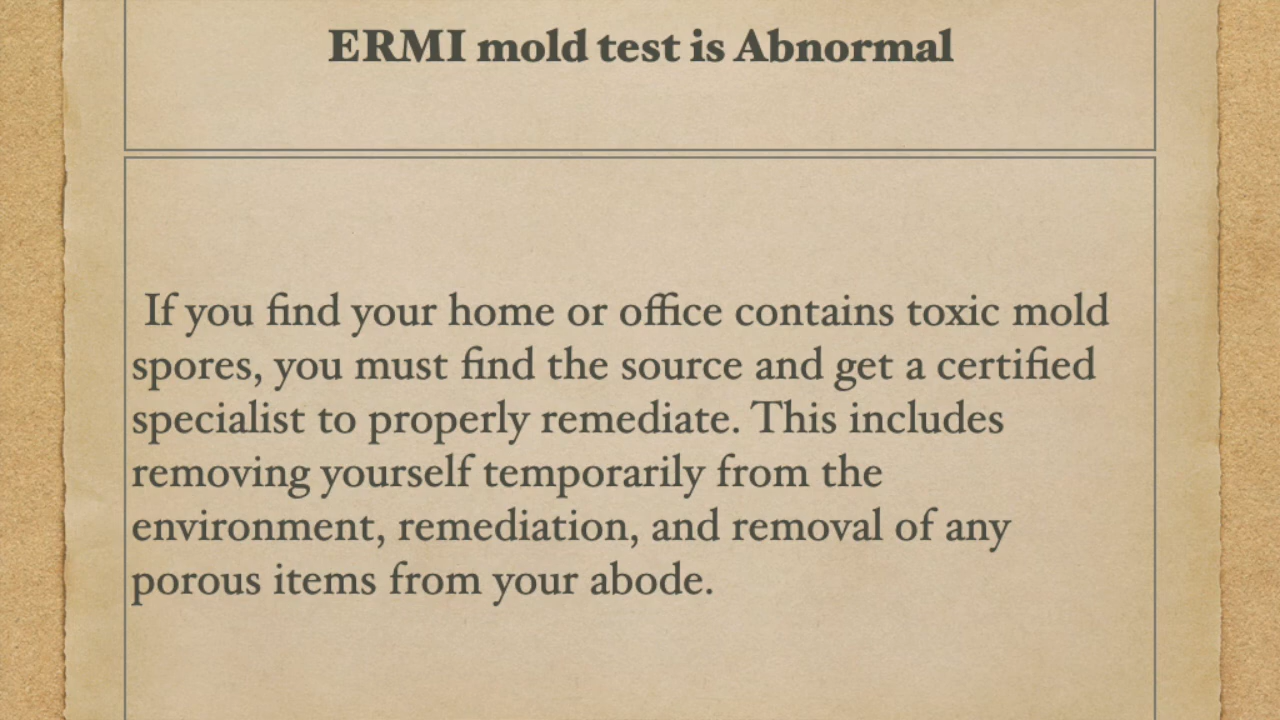 ERMI mold test is Abnormal
If you find your home or office contains toxic mold
spores, you must find the source and get a certified
specialist to properly remediate. This includes
removing yourself temporarily from the
environment, remediation, and removal of any
porous items from your abode.